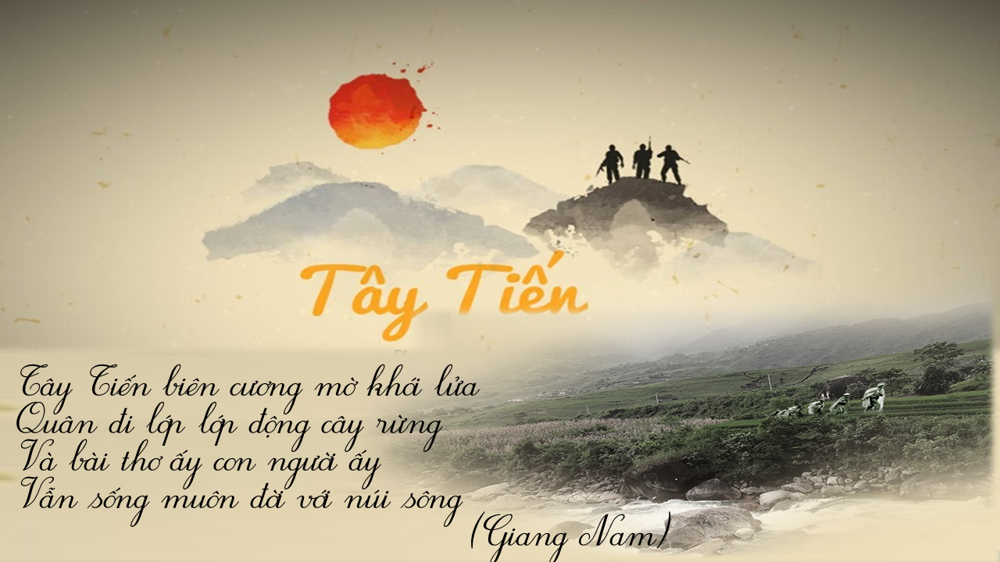 Tây Tiến
Tây Tiến biên cương mờ khói lửa
Quân đi lớp lớp động cây rừng
Và bài thơ ấy con người ấy
Vẫn sống muôn đời với núi sông
(Giang Nam)